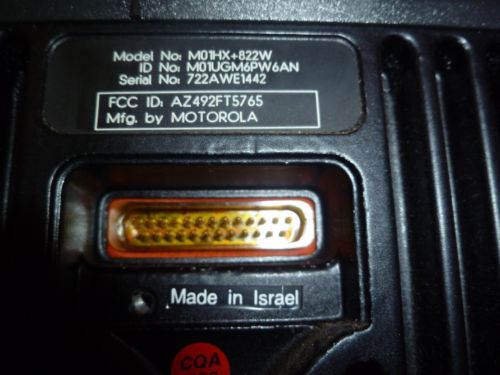 Model No: M01HX+822W
ID No: M01UGM6PW6AN
Serial No: 722AWE1442
FCC ID: AZ492FT5765
Mfg. by MOTOROLA
Made in Israel
CQA